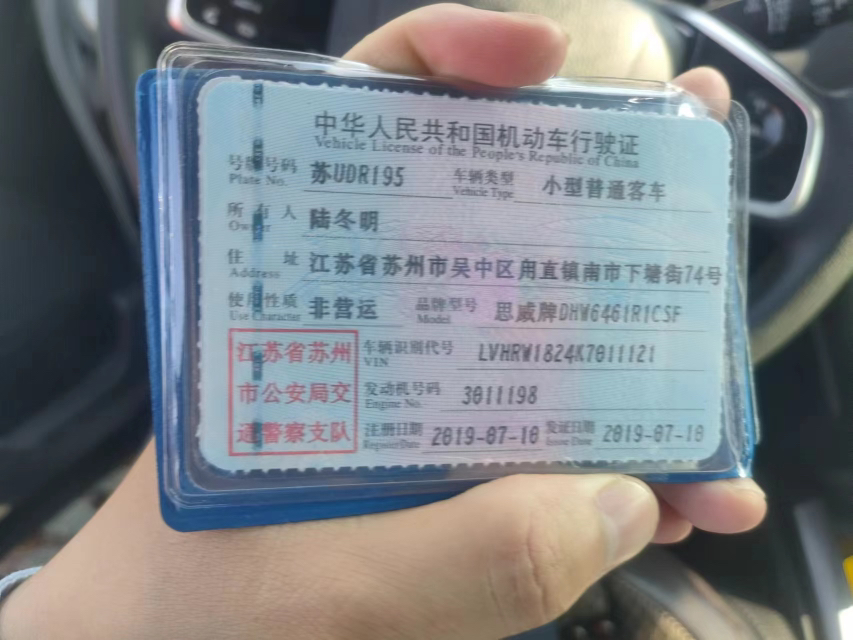 中华人民共和国机动车行驶证
Vehicle License of the People's Republic of China
号牌号码 苏UDR195 车辆类型 小型普通客车
Plate No. Vehicle Type
所有人 陆冬明
Owner
住址 江苏省苏州市吴中区甪直镇南市下塘街74号
Address
使用性质 非营运 品牌型号 思威牌DHW6461R1CSF
Use Character Model
江苏省苏州 车辆识别代号 LVHRW1824K7011121
VIN
市公安局交 发动机号码 3011198
Engine No.
通警察支队 注册日期 2019-07-10 发证日期 2019-07-10
Register Date Issue Date